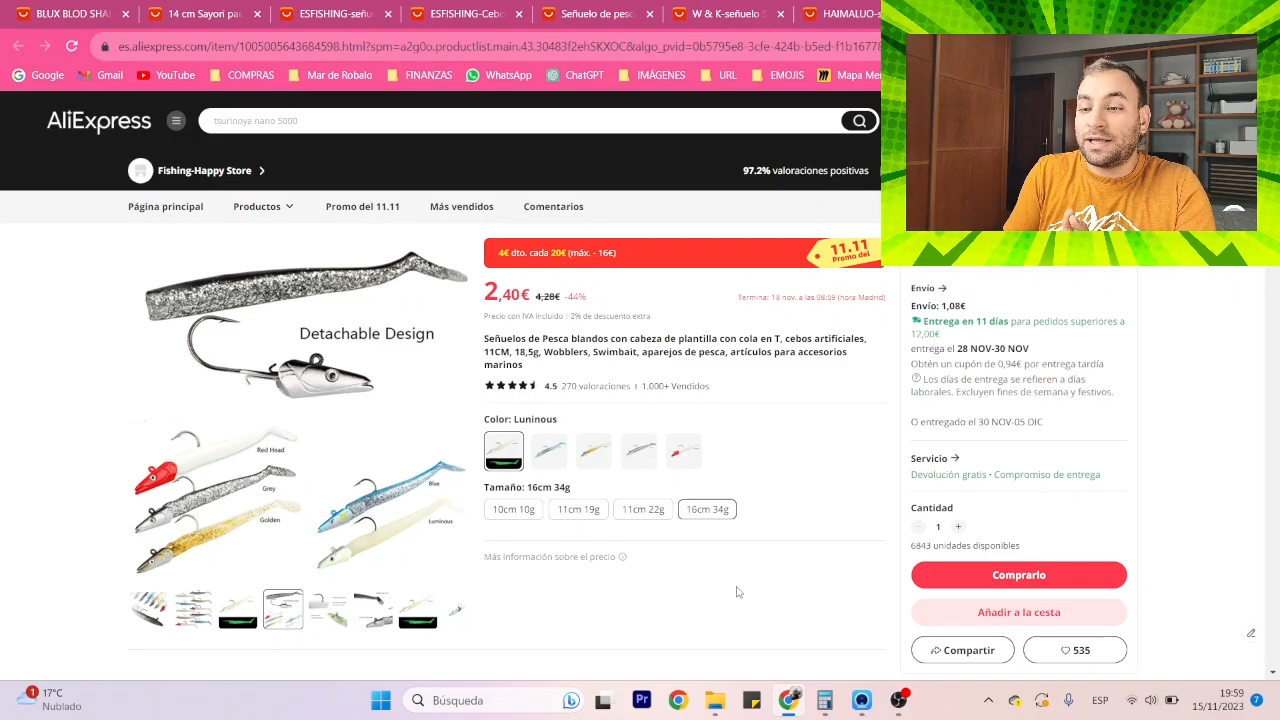 BLUX BLOD SHA
14 cm Sayori pa
ESFISHING-señu
ESFISHING-Cebo
Señuelo de pesc
W & K-señuelo S
HAIMALUO-
es.aliexpress.com/item/1005005643684598.html?spm=a2g0o.productlist.main.43.30483f2ehSKXOC&algo_pvid=0b5795e8-3cfe-424b-b5ed-f1b16778
Google
Gmail
YouTube
COMPRAS
Mar de Robalo
FINANZAS
WhatsApp
ChatGPT
IMÁGENES
URL
EMOJIS
Mapa Me
AliExpress
tsurinoya nano 5000
Fishing-Happy Store
97.2% valoraciones positivas
Página principal
Productos
Promo del 11.11
Más vendidos
Comentarios
4€ dto. cada 20€ (máx. - 16€)
11.11
Promo del
2,40€ 4,28€ -44%
Termina: 18 nov. a las 08:59 (hora Madrid)
Precio con IVA incluido | 2% de descuento extra
Señuelos de Pesca blandos con cabeza de plantilla con cola en T, cebos artificiales,
11CM, 18,5g, Wobblers, Swimbait, aparejos de pesca, artículos para accesorios
marinos
4.5 270 valoraciones 1.000+ Vendidos
Color: Luminous
Tamaño: 16cm 34g
10cm 10g
11cm 19g
11cm 22g
16cm 34g
Más información sobre el precio
Detachable Design
Red Head
Grey
Golden
Blue
Luminous
Envío
Envío: 1,08€
Entrega en 11 días para pedidos superiores a
12,00€
entrega el 28 NOV-30 NOV
Obtén un cupón de 0,94€ por entrega tardía
Los días de entrega se refieren a días
laborales. Excluyen fines de semana y festivos.
O entregado el 30 NOV-05 DIC
Servicio
Devolución gratis · Compromiso de entrega
Cantidad
− 1 +
6843 unidades disponibles
Comprarlo
Añadir a la cesta
Compartir
535
1
17°C
Nublado
Búsqueda
Pr
ESP
19:59
15/11/2023
7